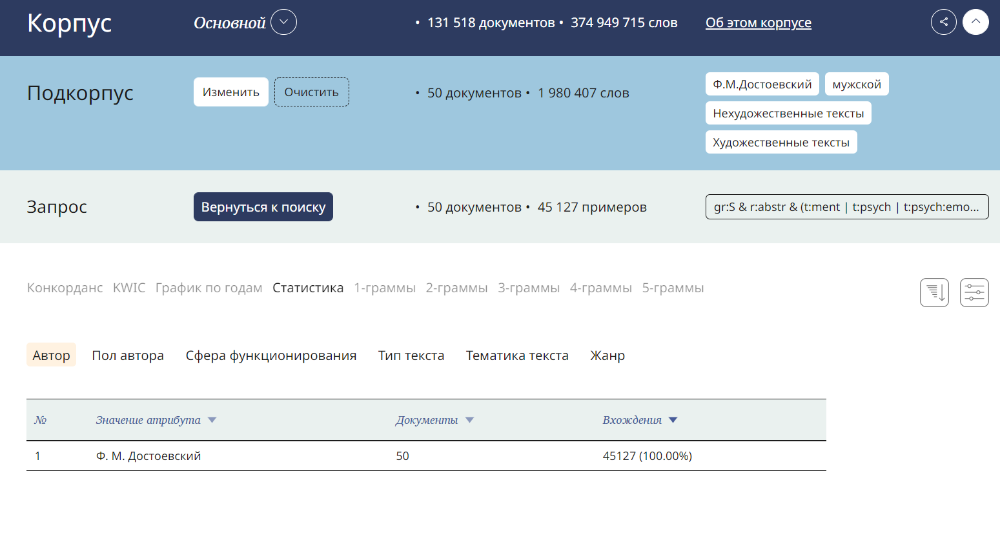 Корпус Основной • 131 518 документов • 374 949 715 слов Об этом корпусе
Подкорпус Изменить Очистить • 50 документов • 1 980 407 слов Ф.М.Достоевский мужской
Нехудожественные тексты
Художественные тексты
Запрос Вернуться к поиску • 50 документов • 45 127 примеров gr:S & r:abstr & (t:ment | t:psych | t:psych:emo...
Конкорданс KWIC График по годам Статистика 1-граммы 2-граммы 3-граммы 4-граммы 5-граммы
Автор Пол автора Сфера функционирования Тип текста Тематика текста Жанр
№ Значение атрибута Документы Вхождения
1 Ф. М. Достоевский 50 45127 (100.00%)